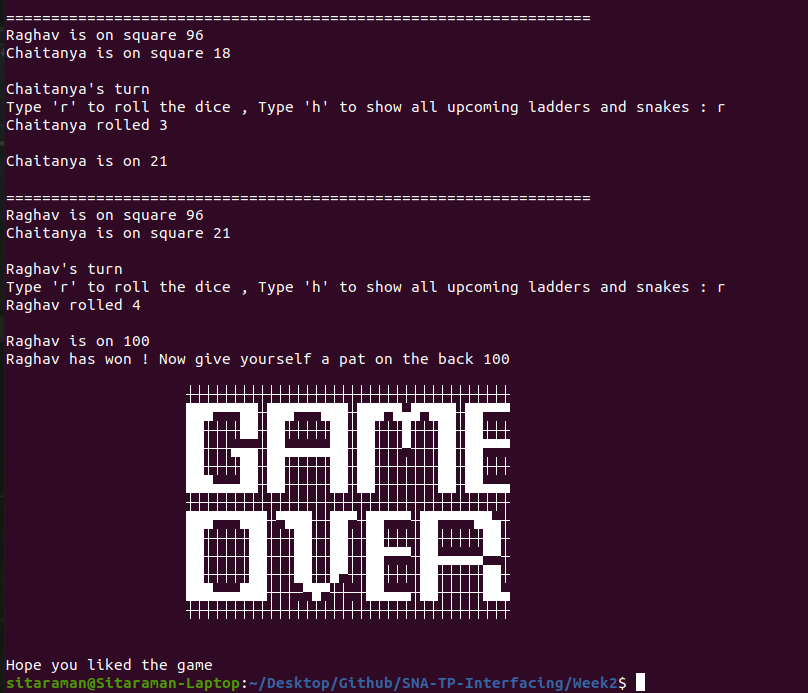 =================================================================
Raghav is on square 96
Chaitanya is on square 18
Chaitanya's turn
Type 'r' to roll the dice , Type 'h' to show all upcoming ladders and snakes : r
Chaitanya rolled 3
Chaitanya is on 21
=================================================================
Raghav is on square 96
Chaitanya is on square 21
Raghav's turn
Type 'r' to roll the dice , Type 'h' to show all upcoming ladders and snakes : r
Raghav rolled 4
Raghav is on 100
Raghav has won ! Now give yourself a pat on the back 100
GAME
OVER
Hope you liked the game
sitaraman@Sitaraman-Laptop:~/Desktop/Github/SNA-TP-Interfacing/Week2$